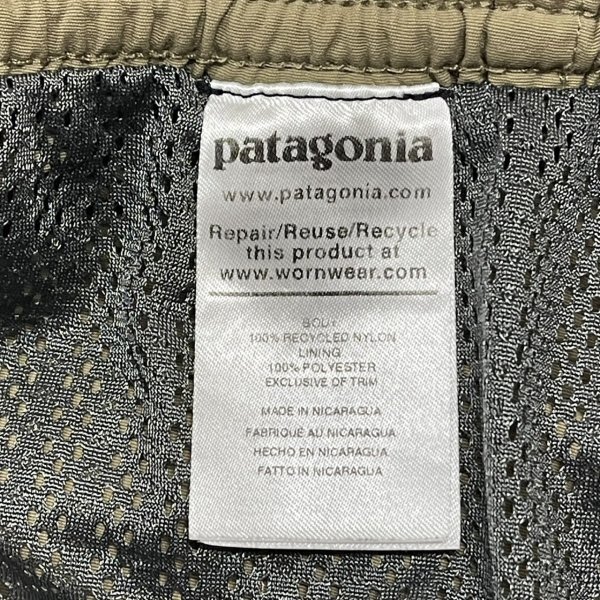 patagonia
www.patagonia.com
Repair/Reuse/Recycle
this product at
www.wornwear.com
BODY
100% RECYCLED NYLON
LINING
100% POLYESTER
EXCLUSIVE OF TRIM
MADE IN NICARAGUA
FABRIQUÉ AU NICARAGUA
HECHO EN NICARAGUA
FATTO IN NICARAGUA